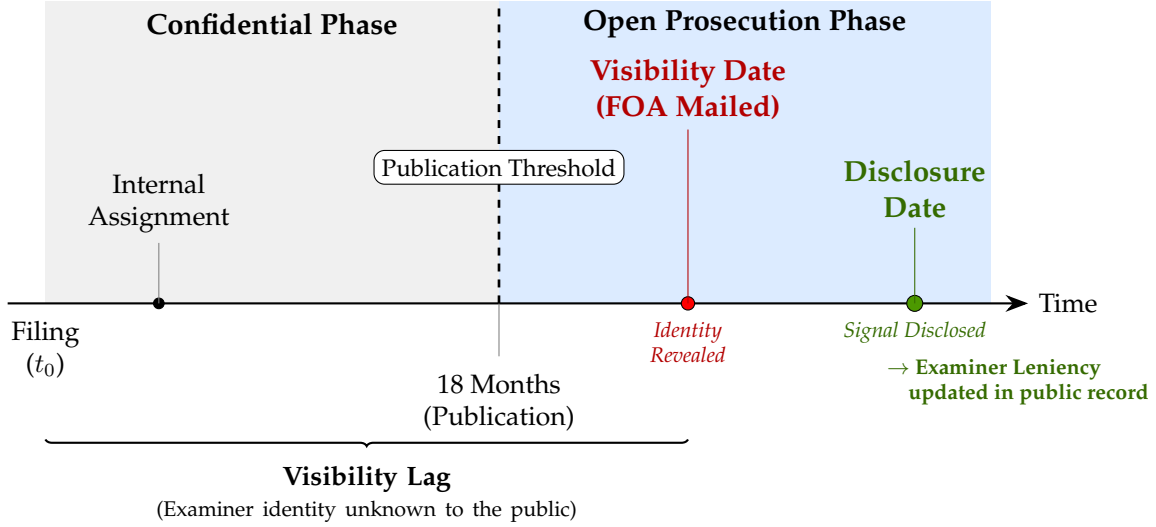 Confidential Phase
Open Prosecution Phase
Visibility Date
(FOA Mailed)
Publication Threshold
Internal
Assignment
Disclosure
Date
Time
Filing
(t0)
Identity
Revealed
Signal Disclosed
→ Examiner Leniency
updated in public record
18 Months
(Publication)
Visibility Lag
(Examiner identity unknown to the public)